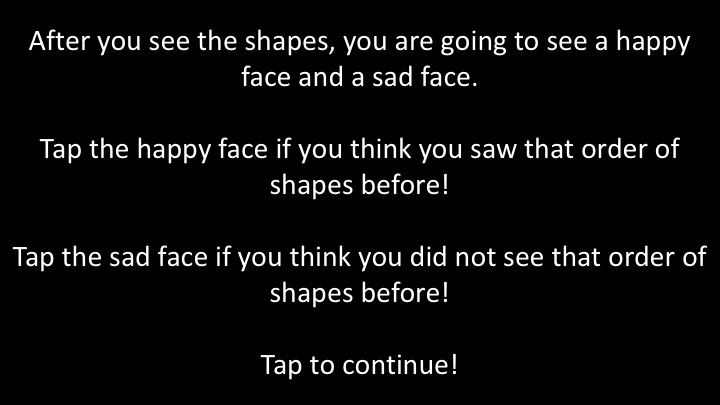 After you see the shapes, you are going to see a happy
face and a sad face.
Tap the happy face if you think you saw that order of
shapes before!
Tap the sad face if you think you did not see that order of
shapes before!
Tap to continue!